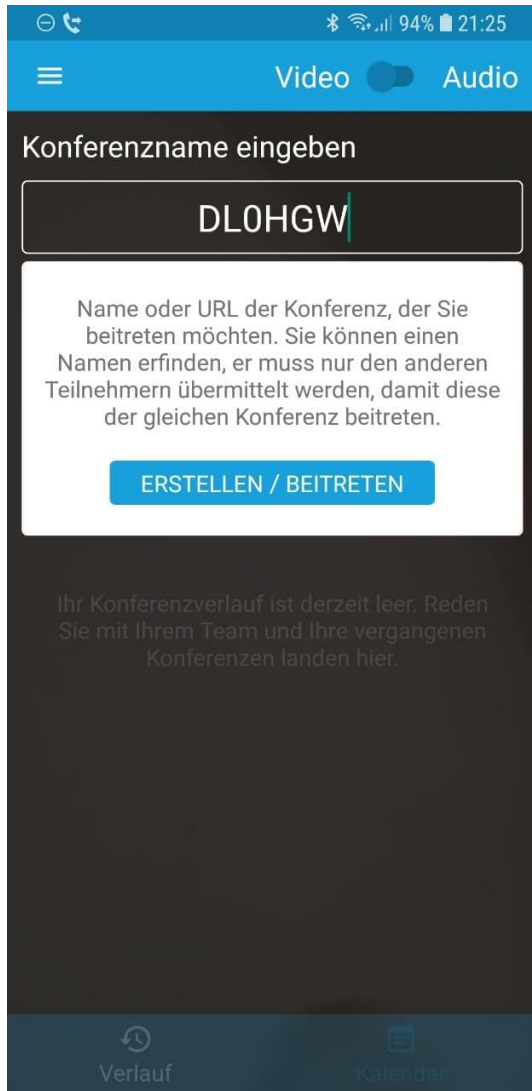 94% 21:25
Video Audio
Konferenzname eingeben
DL0HGW
Name oder URL der Konferenz, der Sie
beitreten möchten. Sie können einen
Namen erfinden, er muss nur den anderen
Teilnehmern übermittelt werden, damit diese
der gleichen Konferenz beitreten.
ERSTELLEN / BEITRETEN
Ihr Konferenzverlauf ist derzeit leer. Reden
Sie mit Ihrem Team und Ihre vergangenen
Konferenzen landen hier.
Verlauf Kalender